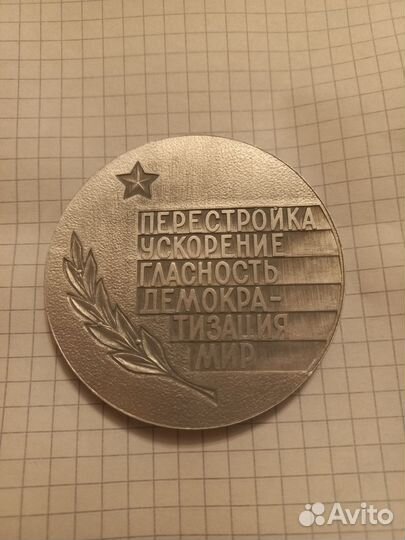 ПЕРЕСТРОЙКА
УСКОРЕНИЕ
ГЛАСНОСТЬ
ДЕМОКРА-
ТИЗАЦИЯ
МИР
Avito